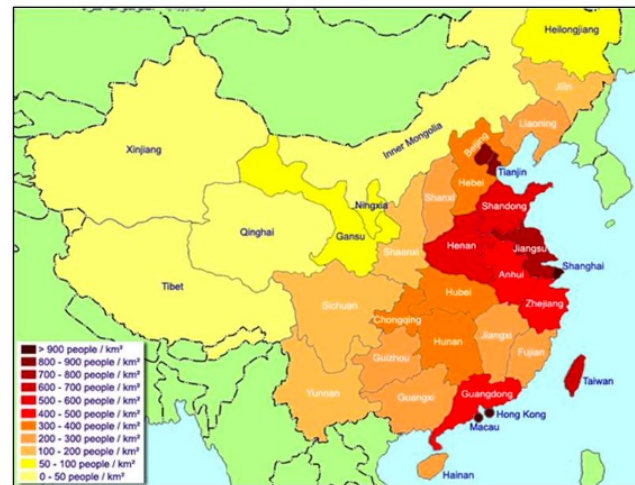 Heilongjiang
Jilin
Liaoning
Inner Mongolia
Beijing
Tianjin
Hebei
Xinjiang
Shanxi
Shandong
Ningxia
Qinghai
Gansu
Shaanxi
Henan
Jiangsu
Shanghai
Anhui
Tibet
Hubei
Zhejiang
Sichuan
Chongqing
Hunan
Jiangxi
Guizhou
Fujian
Yunnan
Guangxi
Guangdong
Taiwan
Hong Kong
Macau
Hainan
> 900 people / km²
800 - 900 people / km²
700 - 800 people / km²
600 - 700 people / km²
500 - 600 people / km²
400 - 500 people / km²
300 - 400 people / km²
200 - 300 people / km²
100 - 200 people / km²
50 - 100 people / km²
0 - 50 people / km²